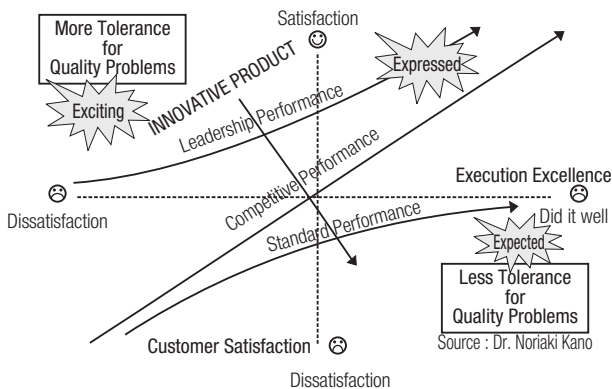 Satisfaction
More Tolerance
for
Quality Problems
Exciting
INNOVATIVE PRODUCT
Expressed
Leadership Performance
Competitive Performance
Execution Excellence
Dissatisfaction
Did it well
Standard Performance
Expected
Less Tolerance
for
Quality Problems
Customer Satisfaction
Source : Dr. Noriaki Kano
Dissatisfaction